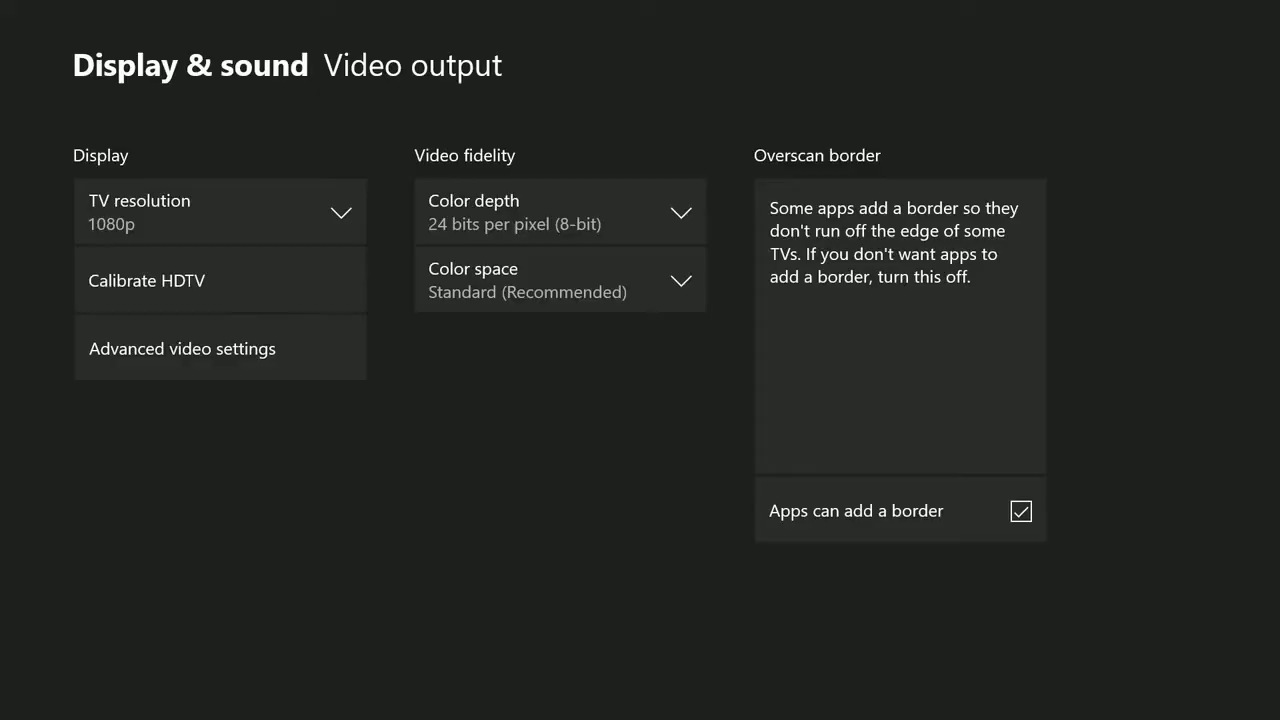 Display & sound Video output
Display
TV resolution
1080p
Calibrate HDTV
Advanced video settings
Video fidelity
Color depth
24 bits per pixel (8-bit)
Color space
Standard (Recommended)
Overscan border
Some apps add a border so they
don't run off the edge of some
TVs. If you don't want apps to
add a border, turn this off.
Apps can add a border